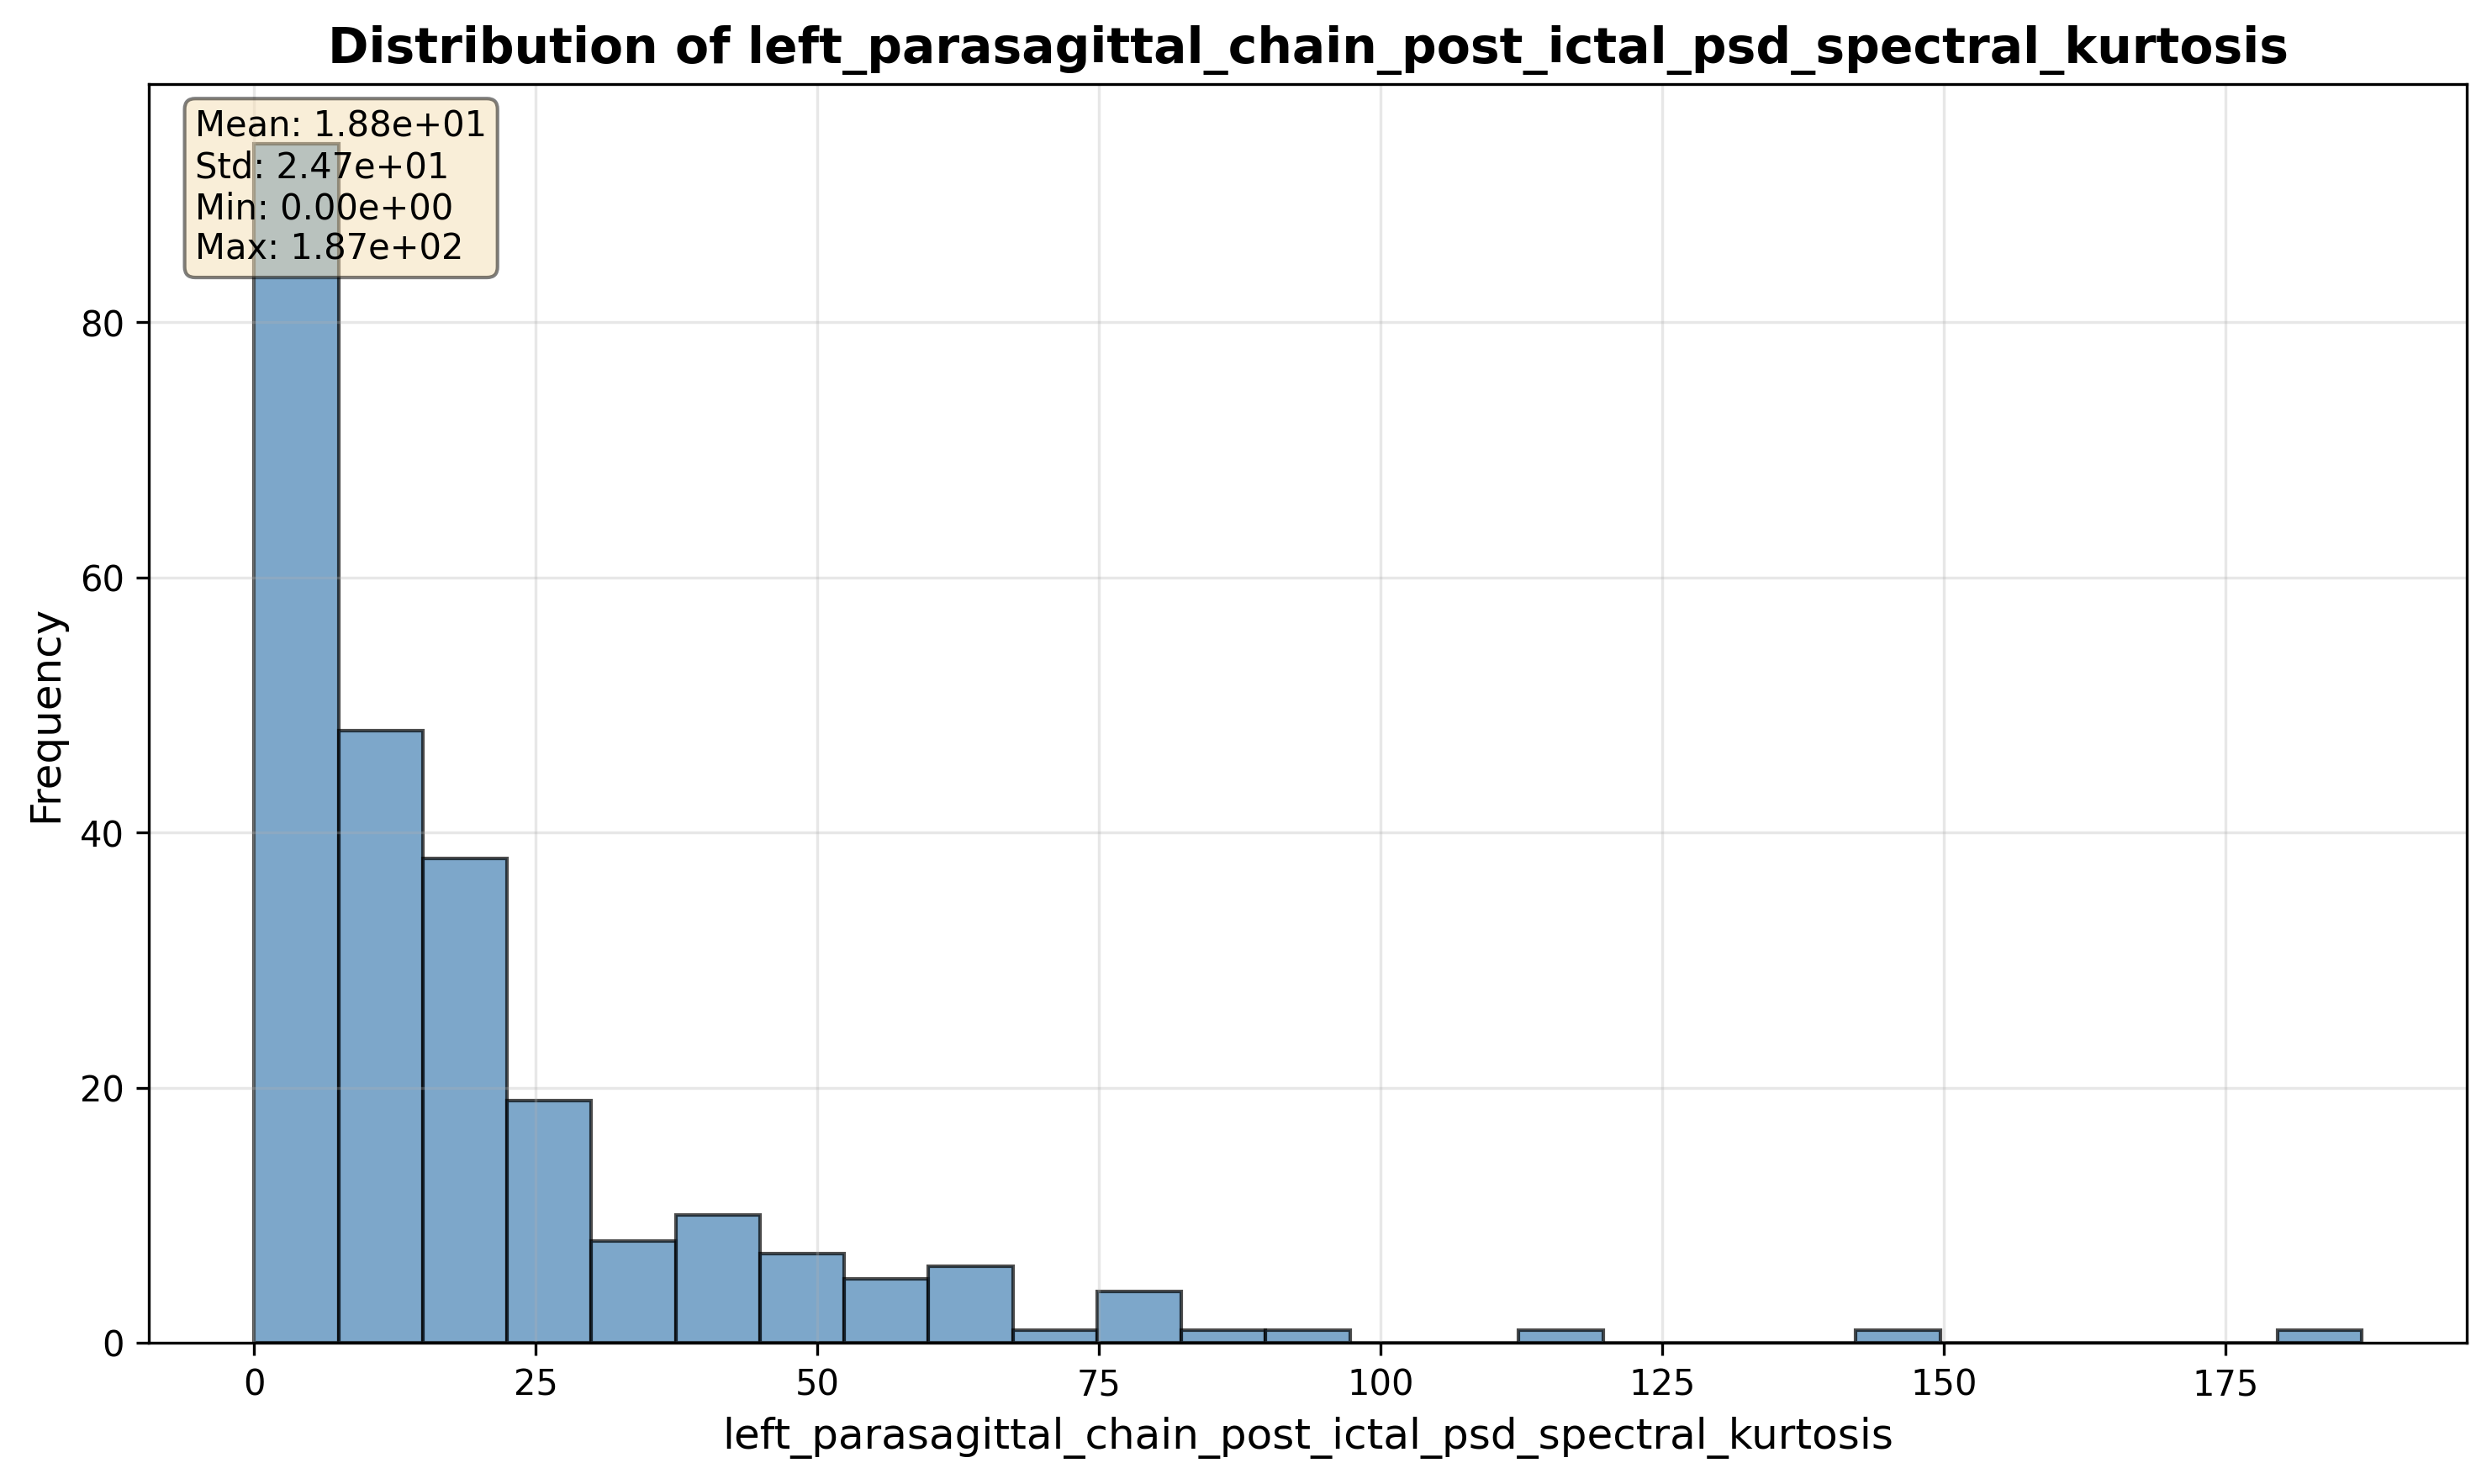 Distribution of left_parasagittal_chain_post_ictal_psd_spectral_kurtosis
Mean: 1.88e+01
Std: 2.47e+01
Min: 0.00e+00
Max: 1.87e+02
Frequency
80
60
40
20
0
0 25 50 75 100 125 150 175
left_parasagittal_chain_post_ictal_psd_spectral_kurtosis